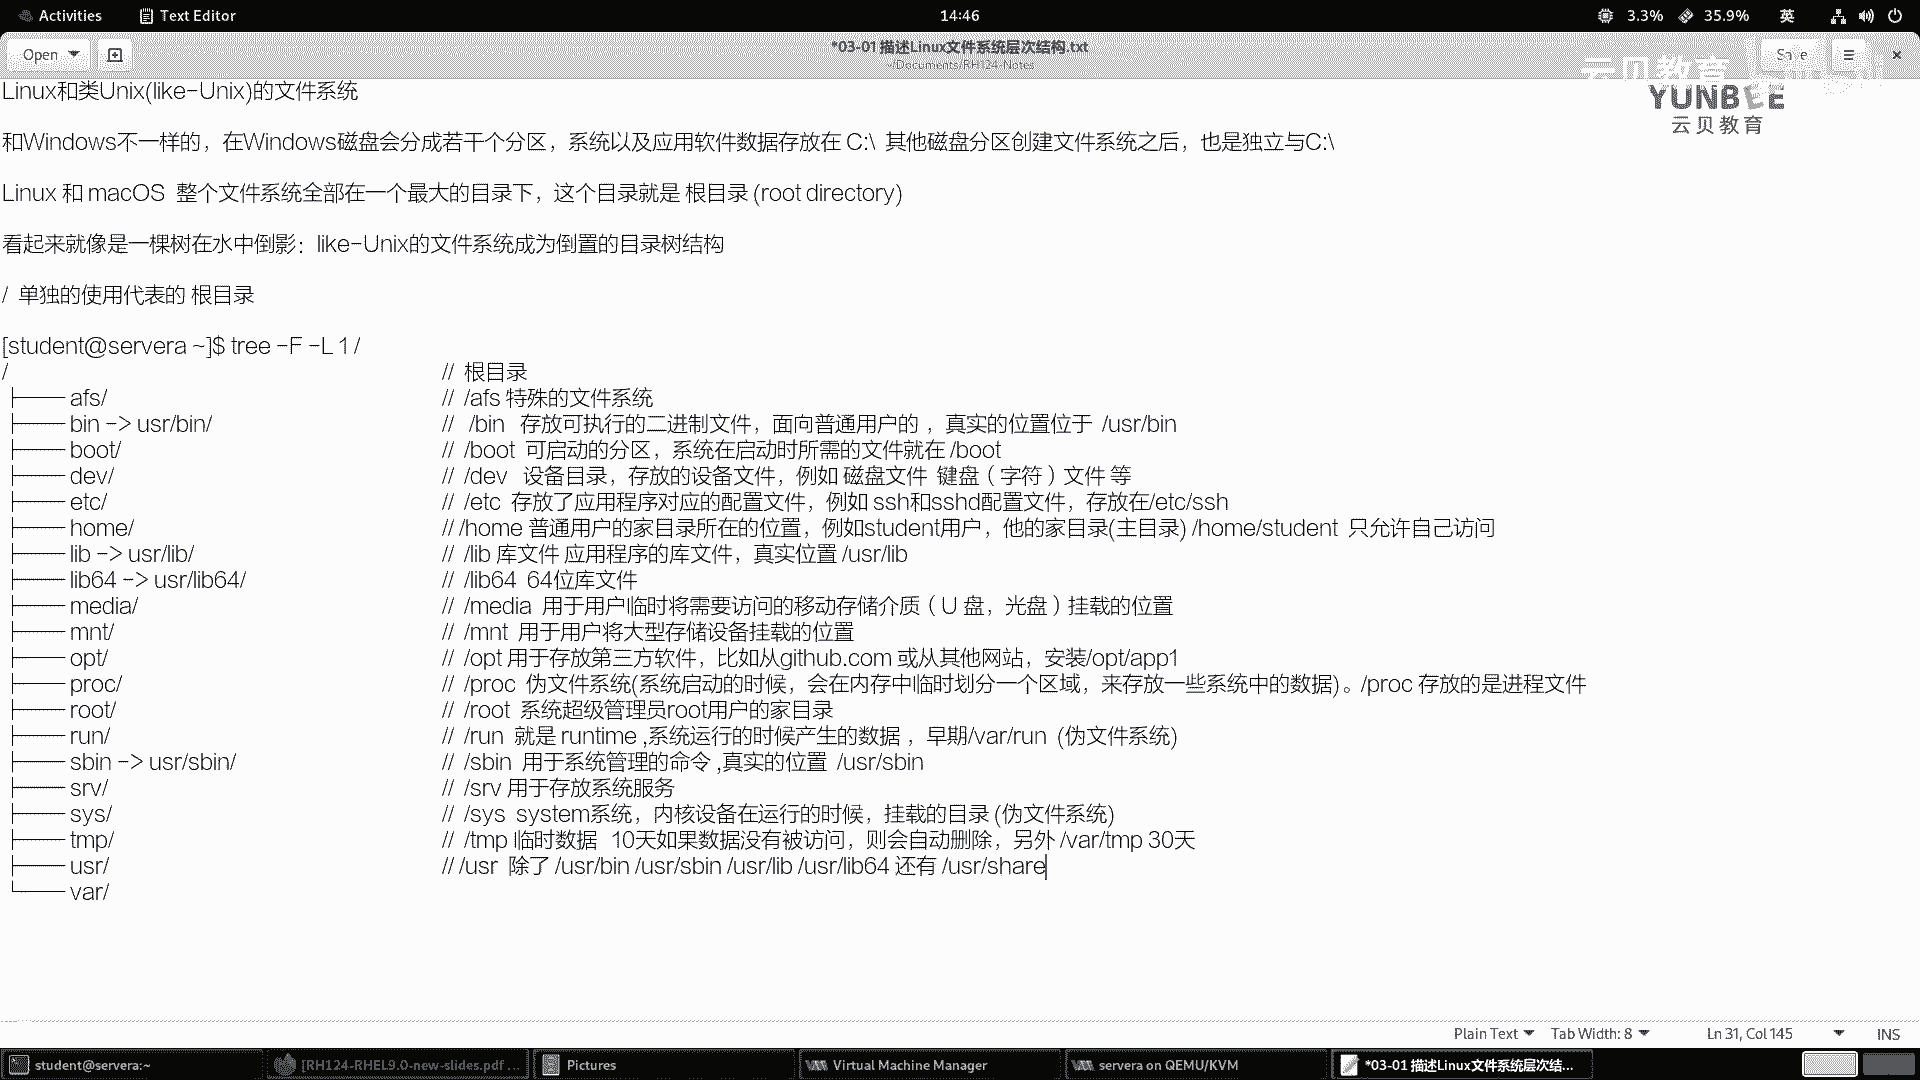 Activities Text Editor 14:46 3.3% 35.9% 英
Open *03-01 描述Linux文件系统层次结构.txt Save
~/Documents/RH124-Notes
云贝教育
YUNBEE
云贝教育
Linux和类Unix(like-Unix)的文件系统
和Windows不一样的，在Windows磁盘会分成若干个分区，系统以及应用软件数据存放在 C:\ 其他磁盘分区创建文件系统之后，也是独立与C:\
Linux 和 macOS 整个文件系统全部在一个最大的目录下，这个目录就是 根目录 (root directory)
看起来就像是一棵树在水中倒影：like-Unix的文件系统成为倒置的目录树结构
/ 单独的使用代表的 根目录
[student@servera ~]$ tree -F -L 1 /
/ // 根目录
├── afs/ // /afs 特殊的文件系统
├── bin -> usr/bin/ // /bin 存放可执行的二进制文件，面向普通用户的 ，真实的位置位于 /usr/bin
├── boot/ // /boot 可启动的分区，系统在启动时所需的文件就在 /boot
├── dev/ // /dev 设备目录，存放的设备文件，例如 磁盘文件 键盘（字符）文件 等
├── etc/ // /etc 存放了应用程序对应的配置文件，例如 ssh和sshd配置文件，存放在/etc/ssh
├── home/ // /home 普通用户的家目录所在的位置，例如student用户，他的家目录(主目录) /home/student 只允许自己访问
├── lib -> usr/lib/ // /lib 库文件 应用程序的库文件，真实位置 /usr/lib
├── lib64 -> usr/lib64/ // /lib64 64位库文件
├── media/ // /media 用于用户临时将需要访问的移动存储介质（U 盘，光盘）挂载的位置
├── mnt/ // /mnt 用于用户将大型存储设备挂载的位置
├── opt/ // /opt 用于存放第三方软件，比如从github.com 或从其他网站，安装/opt/app1
├── proc/ // /proc 伪文件系统(系统启动的时候，会在内存中临时划分一个区域，来存放一些系统中的数据)。/proc 存放的是进程文件
├── root/ // /root 系统超级管理员root用户的家目录
├── run/ // /run 就是 runtime ,系统运行的时候产生的数据 ，早期/var/run (伪文件系统)
├── sbin -> usr/sbin/ // /sbin 用于系统管理的命令 ,真实的位置 /usr/sbin
├── srv/ // /srv 用于存放系统服务
├── sys/ // /sys system系统，内核设备在运行的时候，挂载的目录 (伪文件系统)
├── tmp/ // /tmp 临时数据 10天如果数据没有被访问，则会自动删除，另外 /var/tmp 30天
├── usr/ // /usr 除了 /usr/bin /usr/sbin /usr/lib /usr/lib64 还有 /usr/share
└── var/
Plain Text Tab Width: 8 Ln 31, Col 145 INS
student@servera:~ [RH124-RHEL9.0-new-slides.pdf ... Pictures Virtual Machine Manager servera on QEMU/KVM *03-01 描述Linux文件系统层次结...